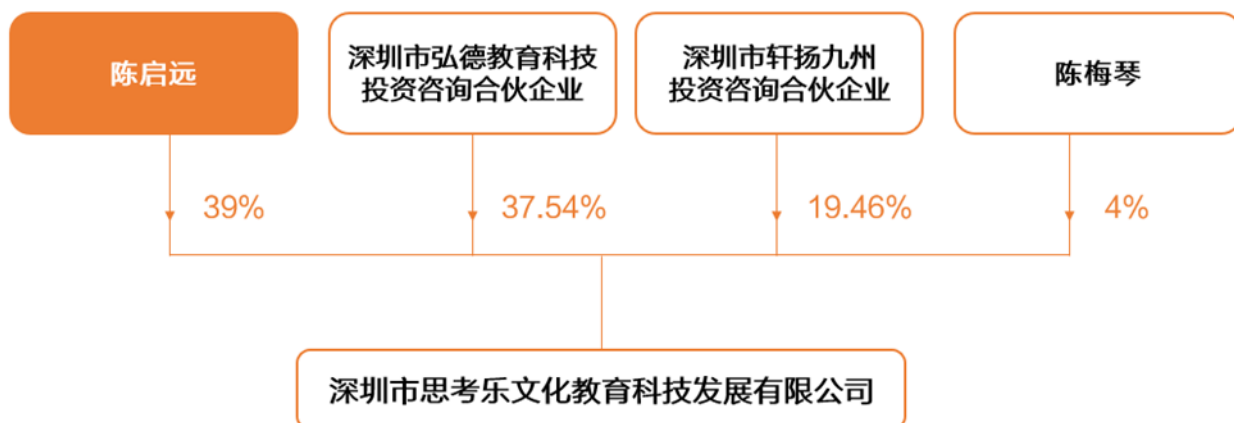 陈启远
深圳市弘德教育科技
投资咨询合伙企业
深圳市轩扬九州
投资咨询合伙企业
陈梅琴
39%
37.54%
19.46%
4%
深圳市思考乐文化教育科技发展有限公司